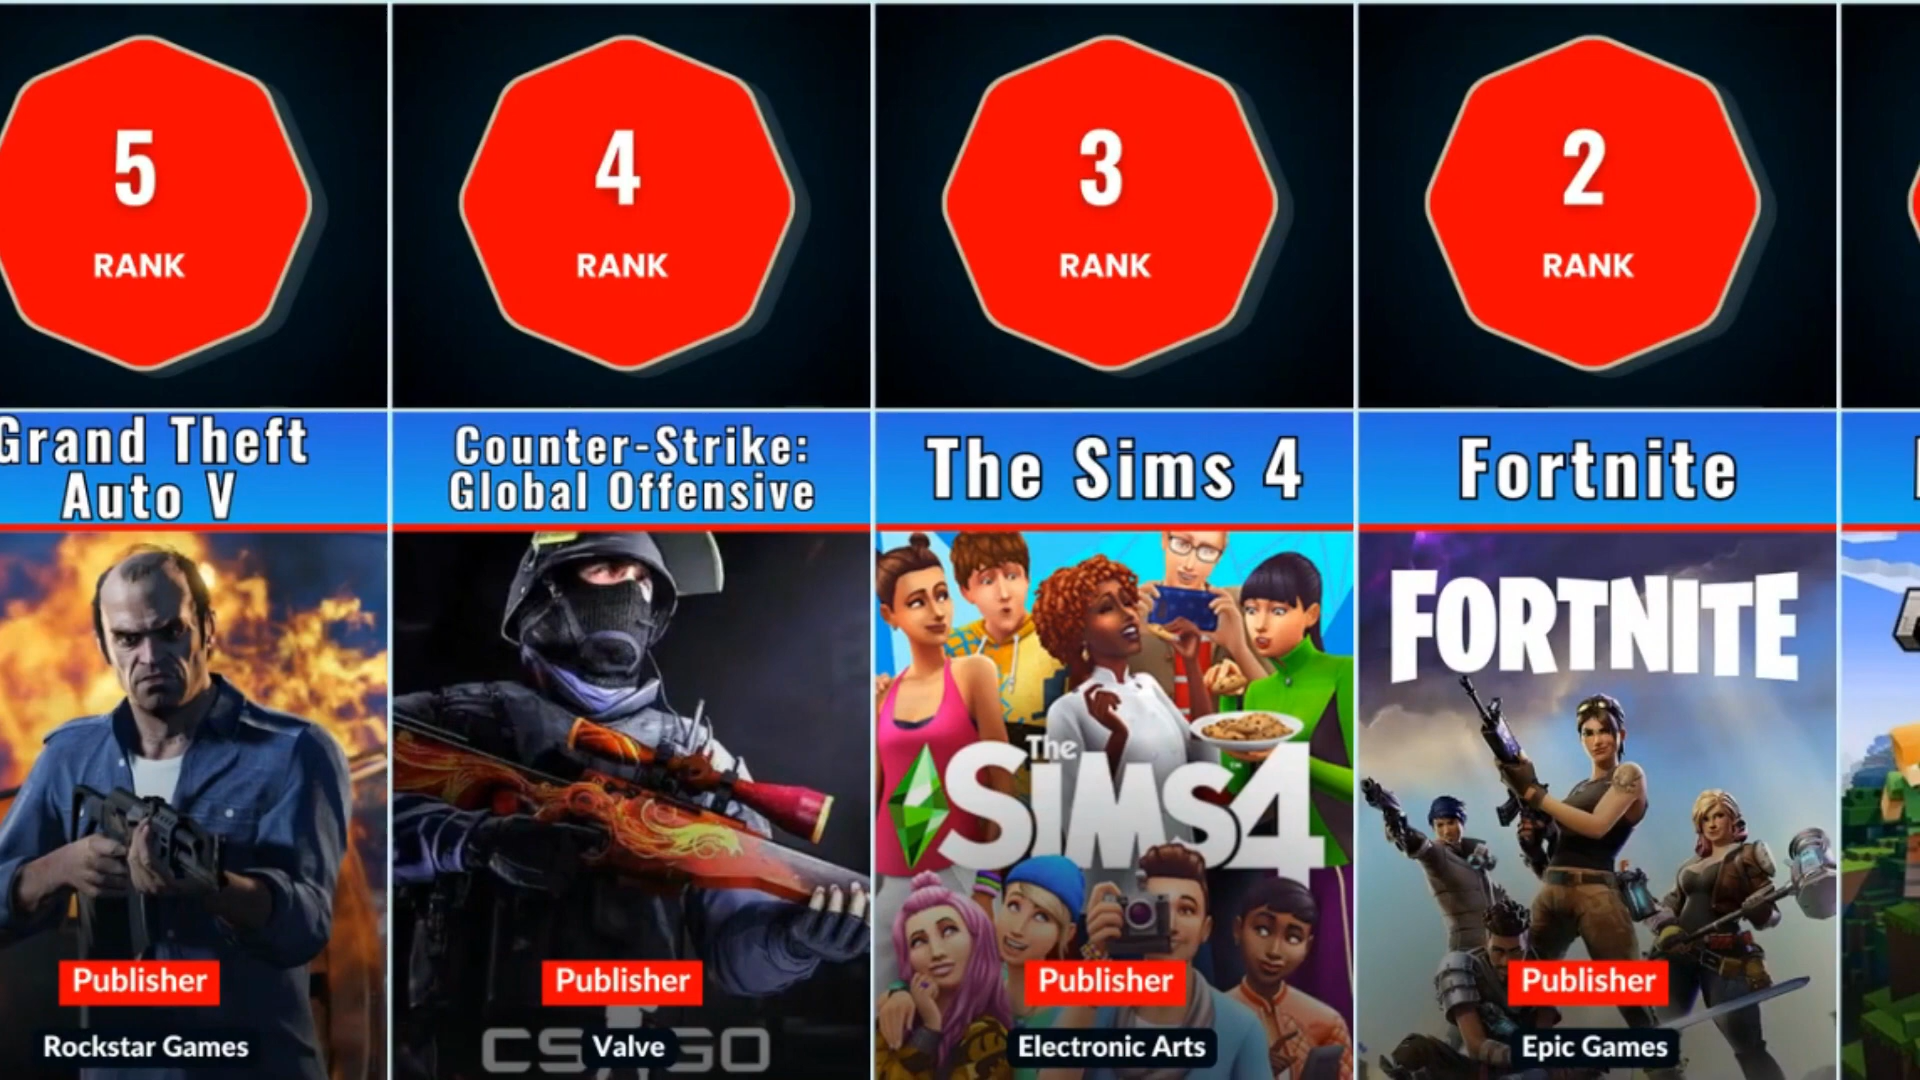 5
RANK
Grand Theft
Auto V
Publisher
Rockstar Games
4
RANK
Counter-Strike:
Global Offensive
Publisher
Valve
3
RANK
The Sims 4
The
SIMS4
Publisher
Electronic Arts
2
RANK
Fortnite
FORTNITE
Publisher
Epic Games